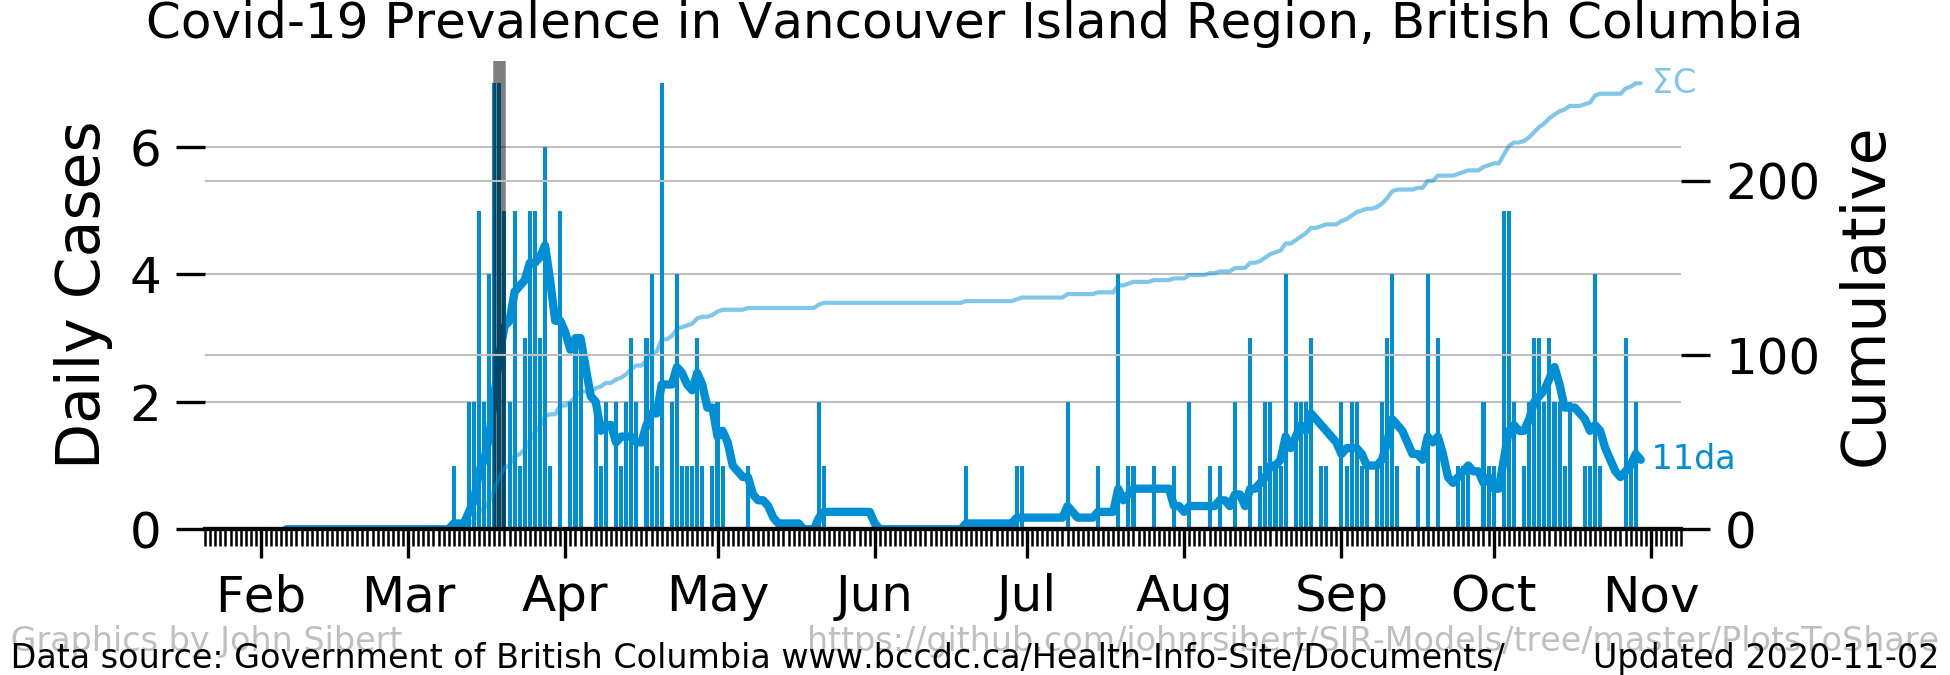 Covid-19 Prevalence in Vancouver Island Region, British Columbia
ΣC
Daily Cases
6
4
2
0
Cumulative
200
100
0
11da
Feb Mar Apr May Jun Jul Aug Sep Oct Nov
Graphics by John Sibert https://github.com/johnrsibert/SIR-Models/tree/master/PlotsToShare
Data source: Government of British Columbia www.bccdc.ca/Health-Info-Site/Documents/ Updated 2020-11-02